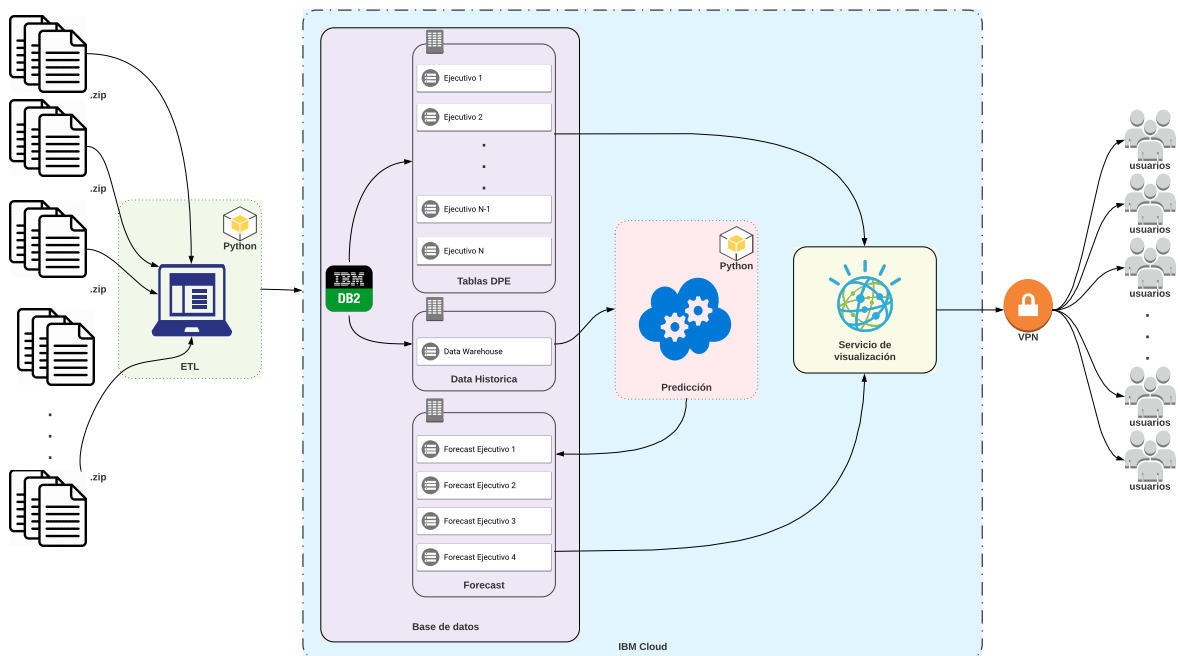 .zip
.zip
.zip
.zip
Python
ETL
IBM
DB2
Ejecutivo 1
Ejecutivo 2
Ejecutivo N-1
Ejecutivo N
Tablas DPE
Data Warehouse
Data Historica
Forecast Ejecutivo 1
Forecast Ejecutivo 2
Forecast Ejecutivo 3
Forecast Ejecutivo 4
Forecast
Base de datos
Python
Predicción
Servicio de
visualización
IBM Cloud
VPN
usuarios
usuarios
usuarios
usuarios
usuarios